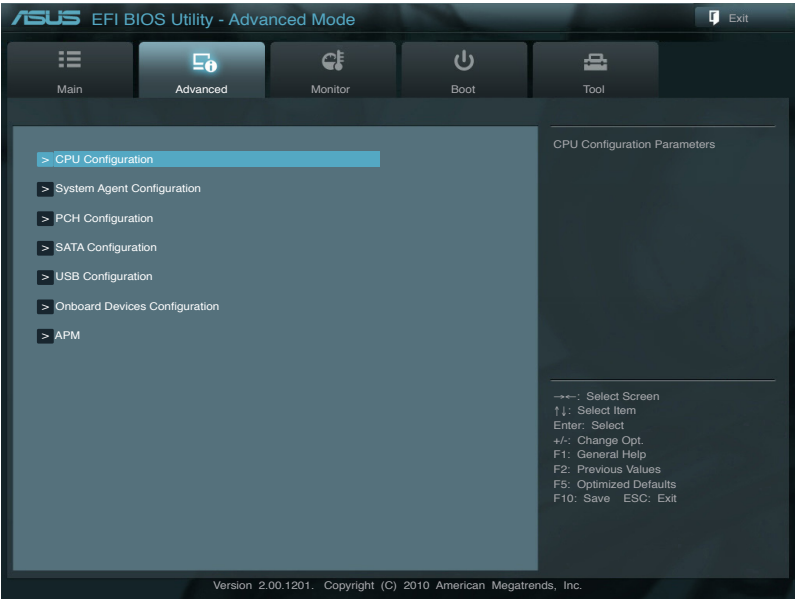 ASUS EFI BIOS Utility - Advanced Mode
Exit
Main Advanced Monitor Boot Tool
> CPU Configuration
> System Agent Configuration
> PCH Configuration
> SATA Configuration
> USB Configuration
> Onboard Devices Configuration
> APM
CPU Configuration Parameters
→←: Select Screen
↑↓: Select Item
Enter: Select
+/-: Change Opt.
F1: General Help
F2: Previous Values
F5: Optimized Defaults
F10: Save ESC: Exit
Version 2.00.1201. Copyright (C) 2010 American Megatrends, Inc.